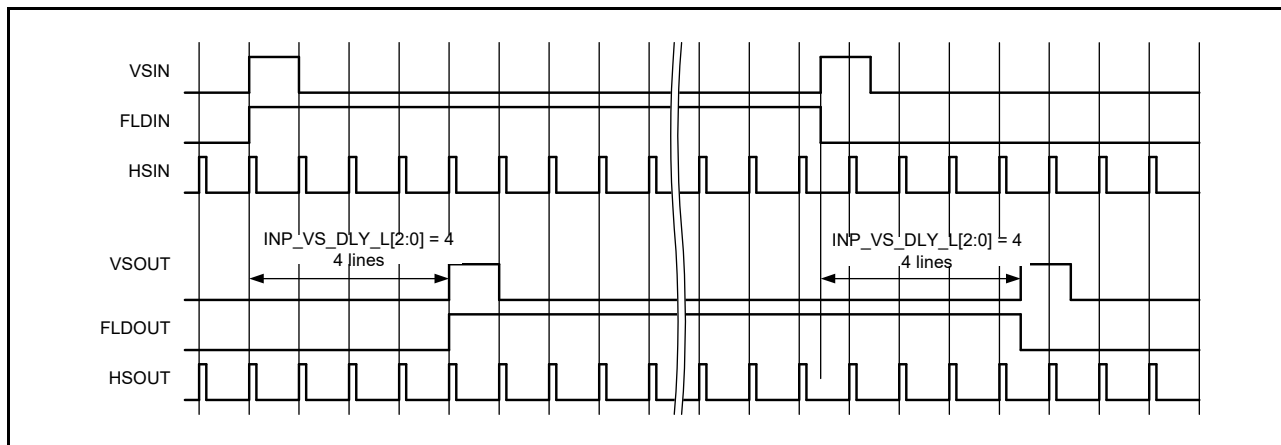 VSIN
FLDIN
HSIN
INP_VS_DLY_L[2:0] = 4
4 lines
INP_VS_DLY_L[2:0] = 4
4 lines
VSOUT
FLDOUT
HSOUT